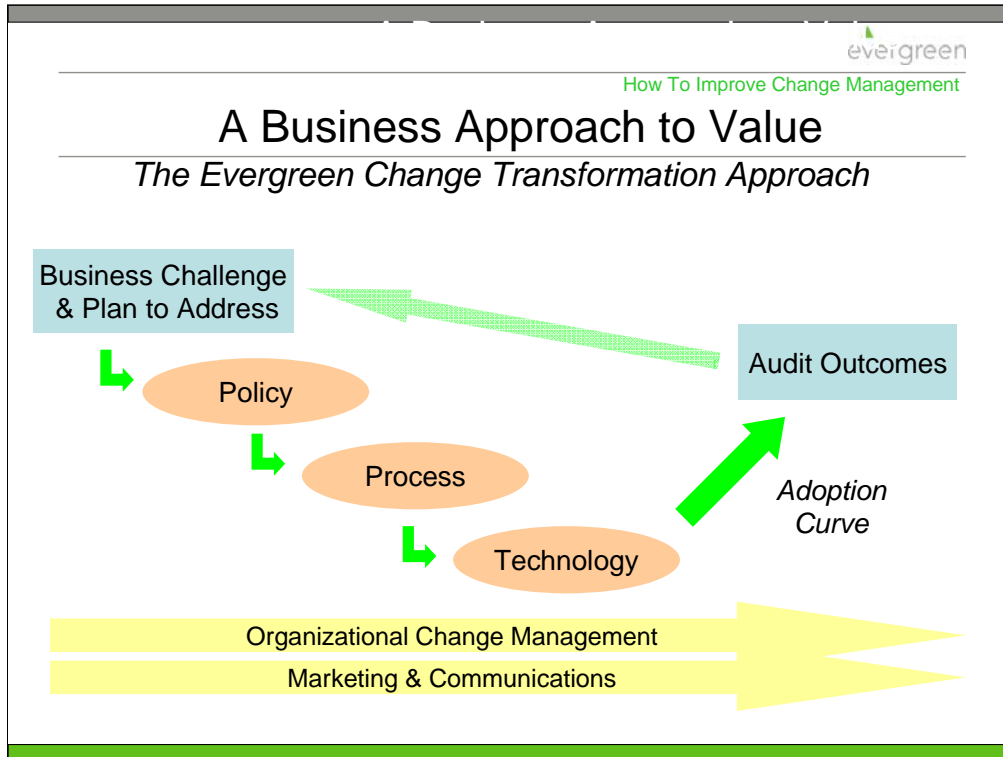 evergreen
How To Improve Change Management
A Business Approach to Value
The Evergreen Change Transformation Approach
Business Challenge
& Plan to Address
Audit Outcomes
Policy
Process
Adoption
Curve
Technology
Organizational Change Management
Marketing & Communications